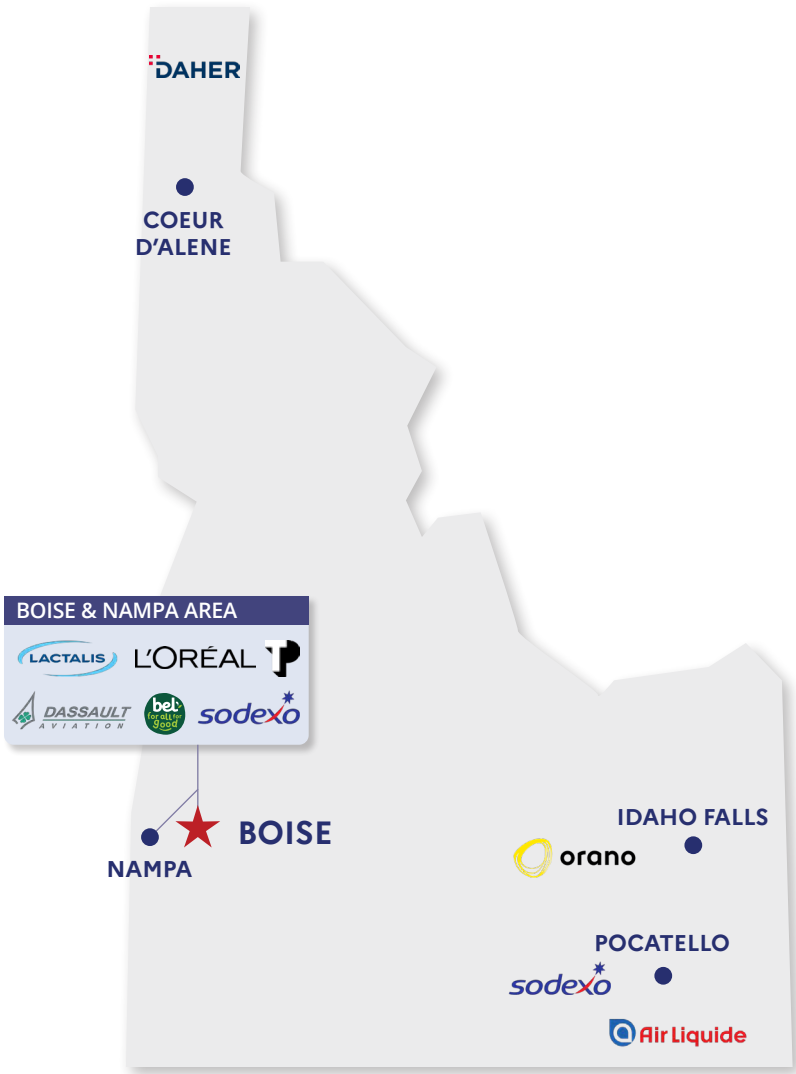 DAHER
COEUR
D'ALENE
BOISE & NAMPA AREA
LACTALIS L'ORÉAL TP
DASSAULT
AVIATION
bel
for all for
good
sodexo
BOISE
NAMPA
IDAHO FALLS
orano
POCATELLO
sodexo
Air Liquide